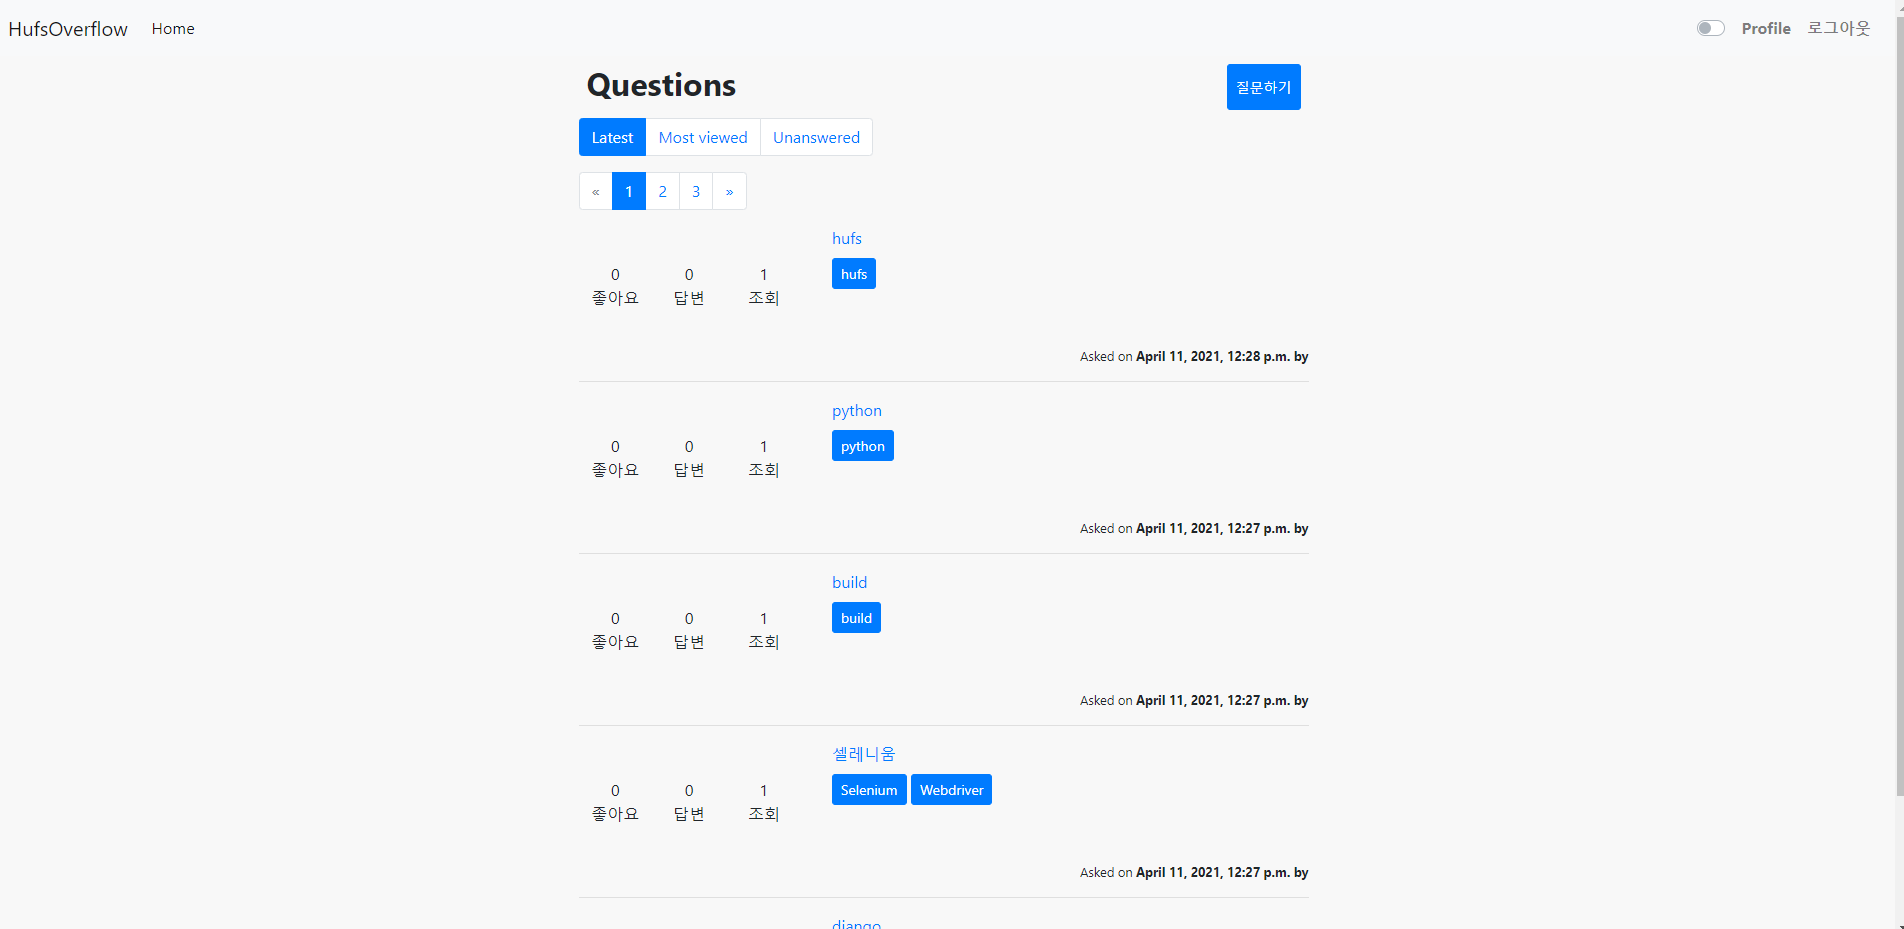 HufsOverflow Home Profile 로그아웃
Questions 질문하기
Latest Most viewed Unanswered
« 1 2 3 »
hufs
hufs
0 0 1
좋아요 답변 조회
Asked on April 11, 2021, 12:28 p.m. by
python
python
0 0 1
좋아요 답변 조회
Asked on April 11, 2021, 12:27 p.m. by
build
build
0 0 1
좋아요 답변 조회
Asked on April 11, 2021, 12:27 p.m. by
셀레니움
Selenium Webdriver
0 0 1
좋아요 답변 조회
Asked on April 11, 2021, 12:27 p.m. by
django